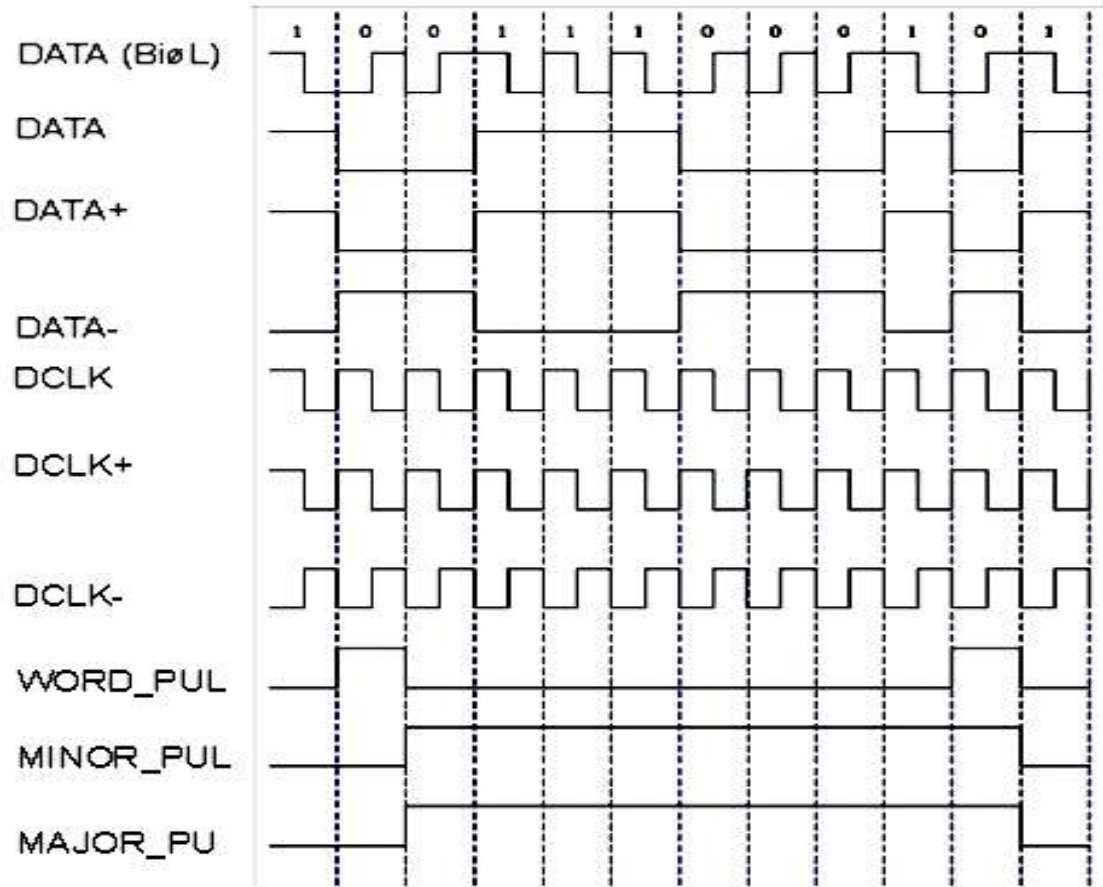 1 0 0 1 1 1 0 0 0 1 0 1
DATA (BiøL)
DATA
DATA+
DATA-
DCLK
DCLK+
DCLK-
WORD_PUL
MINOR_PUL
MAJOR_PU